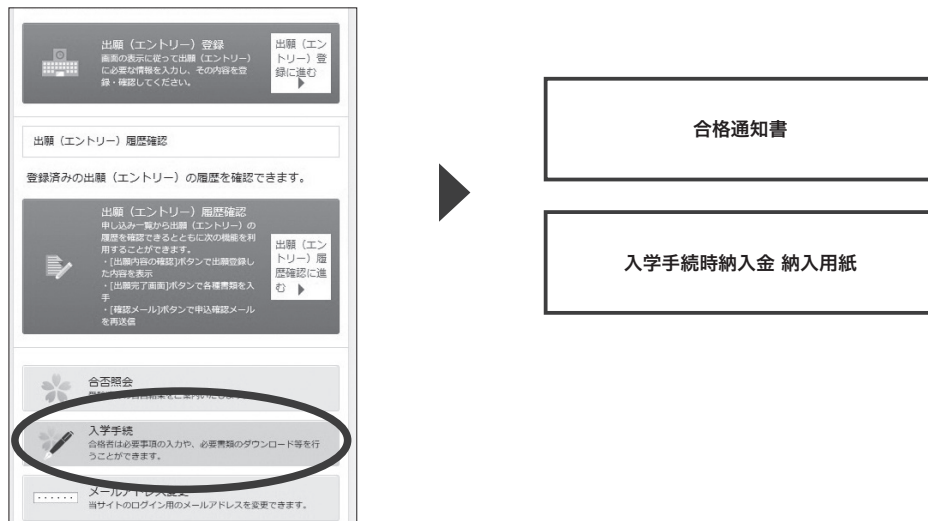 出願(エントリー)登録
画面の表示に従って出願(エントリー)
に必要な情報を入力し、その内容を登
録・確認してください。
出願(エン
トリー)登
録に進む
出願(エントリー)履歴確認
登録済みの出願(エントリー)の履歴を確認できます。
出願(エントリー)履歴確認
申し込み一覧から出願(エントリー)の
履歴を確認できるとともに次の機能を利
用することができます。
・[出願内容の確認]ボタンで出願登録し
た内容を表示
・[出願完了画面]ボタンで各種書類を入
手
・[確認メール]ボタンで申込確認メール
を再送信
出願(エン
トリー)履
歴確認に進
む
合否照会
入学手続
合格者は必要事項の入力や、必要書類のダウンロード等を行
うことができます。
メールアドレス変更
当サイトのログイン用のメールアドレスを変更できます。
合格通知書
入学手続時納入金 納入用紙